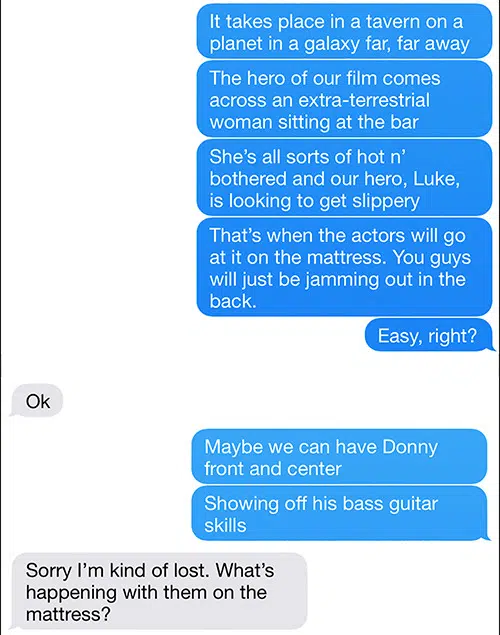 It takes place in a tavern on a
planet in a galaxy far, far away
The hero of our film comes
across an extra-terrestrial
woman sitting at the bar
She’s all sorts of hot n’
bothered and our hero, Luke,
is looking to get slippery
That’s when the actors will go
at it on the mattress. You guys
will just be jamming out in the
back.
Easy, right?
Ok
Maybe we can have Donny
front and center
Showing off his bass guitar
skills
Sorry I’m kind of lost. What’s
happening with them on the
mattress?